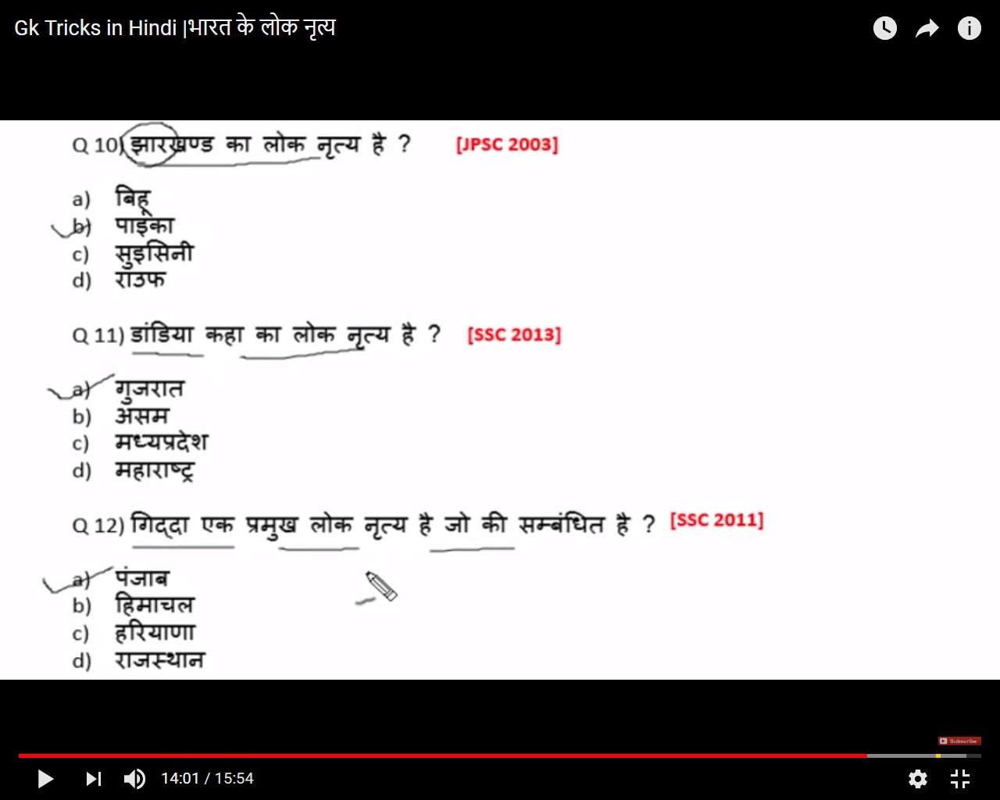 Gk Tricks in Hindi |भारत के लोक नृत्य
Q 10) झारखण्ड का लोक नृत्य है ? [JPSC 2003]
a) बिहू
b) पाइका
c) सुइसिनी
d) राउफ
Q 11) डांडिया कहा का लोक नृत्य है ? [SSC 2013]
a) गुजरात
b) असम
c) मध्यप्रदेश
d) महाराष्ट्र
Q 12) गिद्दा एक प्रमुख लोक नृत्य है जो की सम्बंधित है ? [SSC 2011]
a) पंजाब
b) हिमाचल
c) हरियाणा
d) राजस्थान
Subscribe
14:01 / 15:54